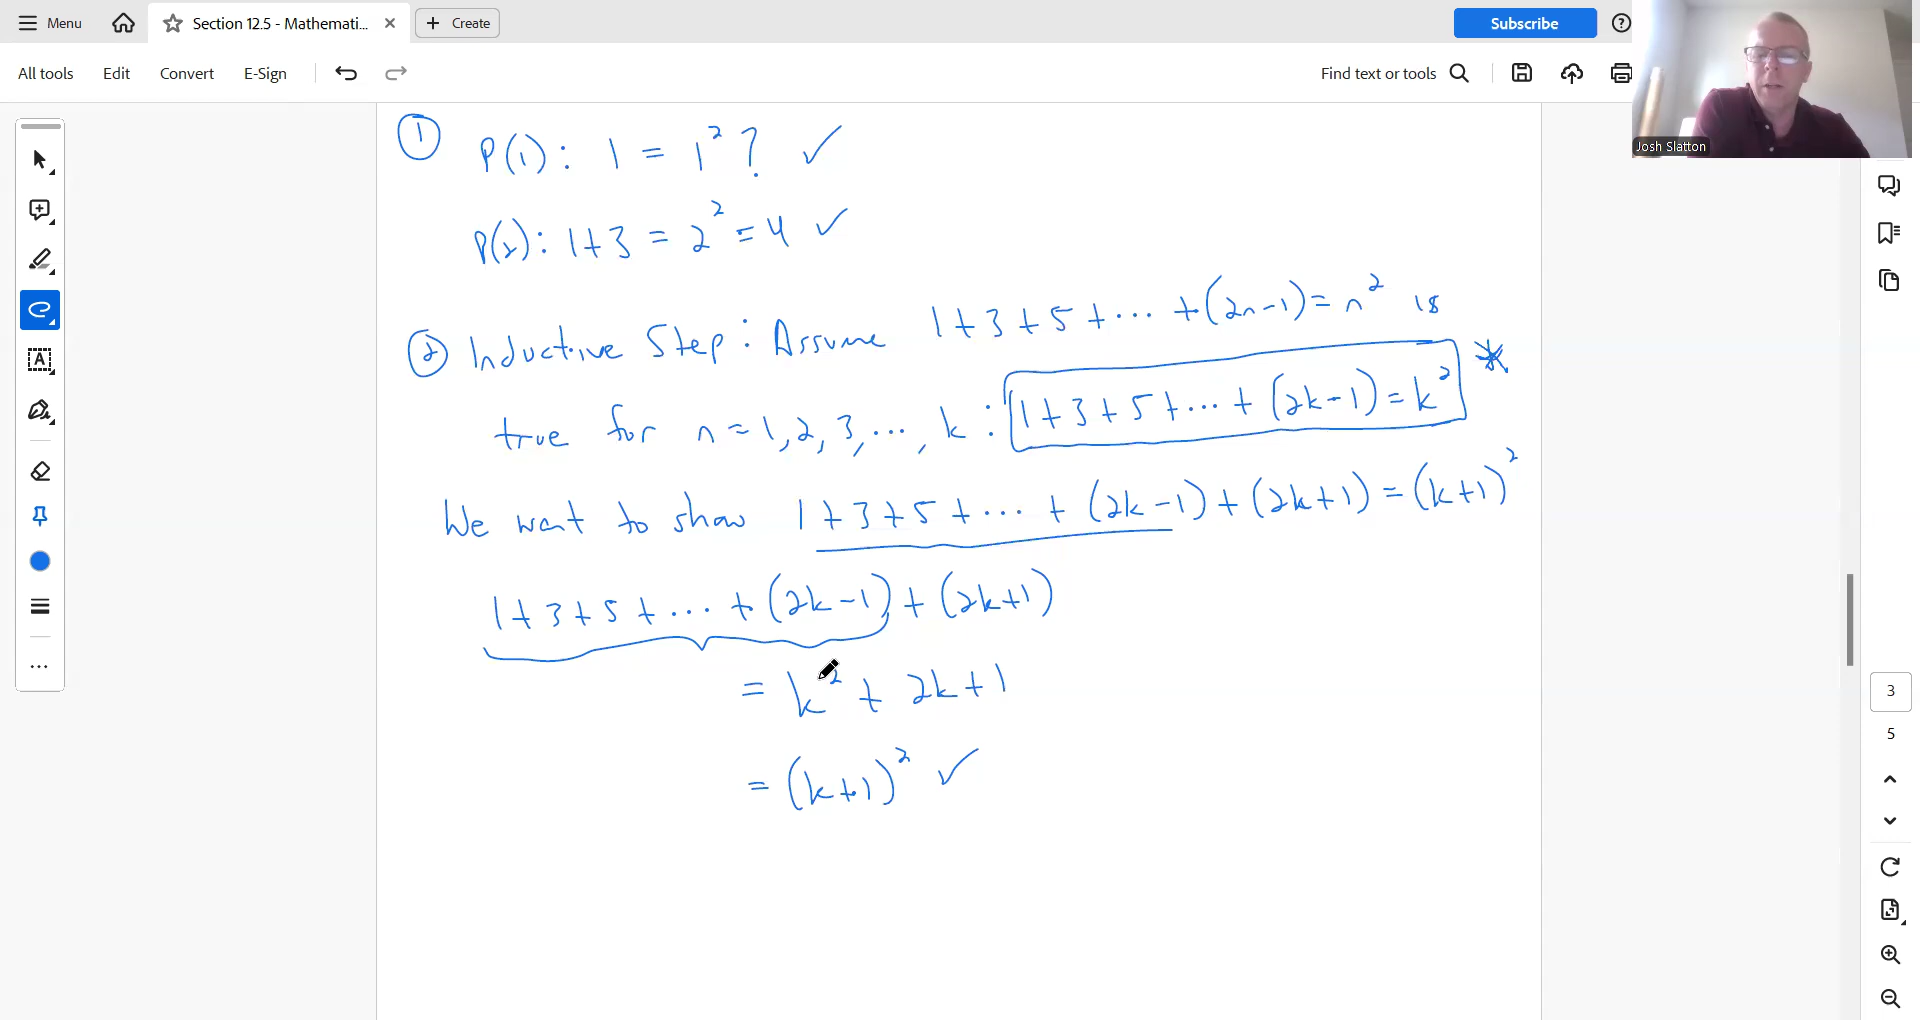 Menu
Section 12.5 - Mathemati...
Create
Subscribe
All tools
Edit
Convert
E-Sign
Find text or tools
Josh Slatton
① P(1): 1 = 1² ? ✓
P(2): 1+3 = 2² = 4 ✓
② Inductive Step: Assume 1+3+5+⋯+(2n-1)=n² is
true for n=1,2,3,⋯,k: 1+3+5+⋯+(2k-1)=k² *
We want to show 1+3+5+⋯+(2k-1)+(2k+1)=(k+1)²
1+3+5+⋯+(2k-1)+(2k+1)
= k² + 2k+1
= (k+1)² ✓
3
5